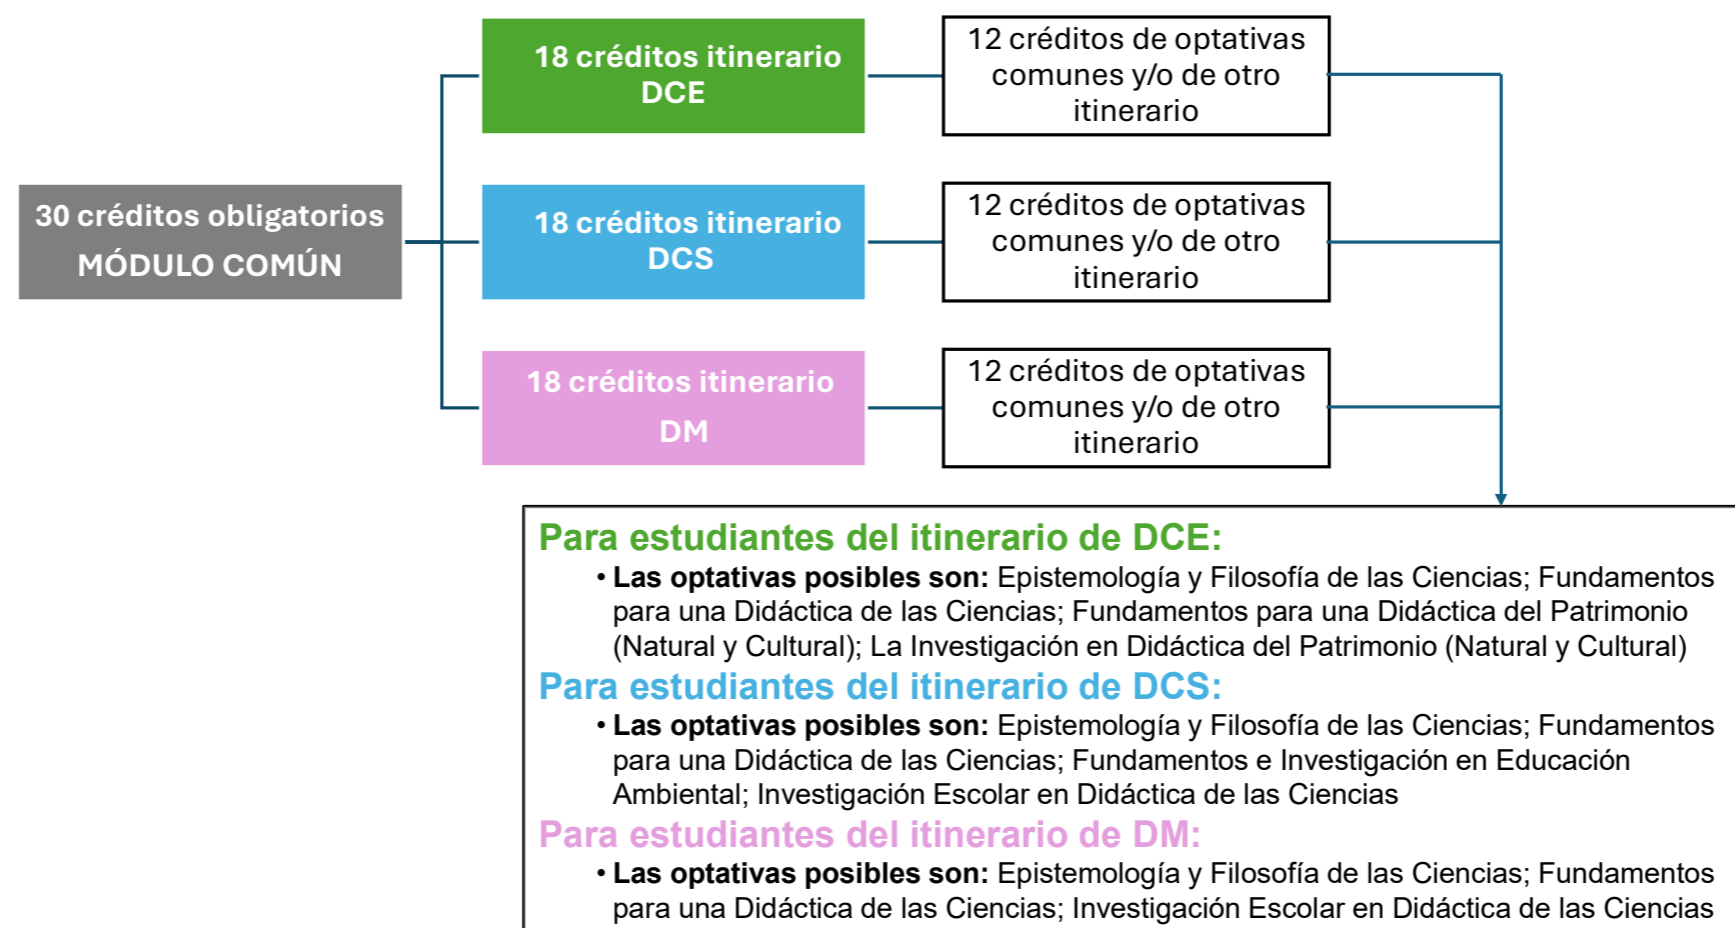 30 créditos obligatorios
MÓDULO COMÚN
18 créditos itinerario
DCE
12 créditos de optativas
comunes y/o de otro
itinerario
18 créditos itinerario
DCS
12 créditos de optativas
comunes y/o de otro
itinerario
18 créditos itinerario
DM
12 créditos de optativas
comunes y/o de otro
itinerario
Para estudiantes del itinerario de DCE:
• Las optativas posibles son: Epistemología y Filosofía de las Ciencias; Fundamentos
para una Didáctica de las Ciencias; Fundamentos para una Didáctica del Patrimonio
(Natural y Cultural); La Investigación en Didáctica del Patrimonio (Natural y Cultural)
Para estudiantes del itinerario de DCS:
• Las optativas posibles son: Epistemología y Filosofía de las Ciencias; Fundamentos
para una Didáctica de las Ciencias; Fundamentos e Investigación en Educación
Ambiental; Investigación Escolar en Didáctica de las Ciencias
Para estudiantes del itinerario de DM:
• Las optativas posibles son: Epistemología y Filosofía de las Ciencias; Fundamentos
para una Didáctica de las Ciencias; Investigación Escolar en Didáctica de las Ciencias